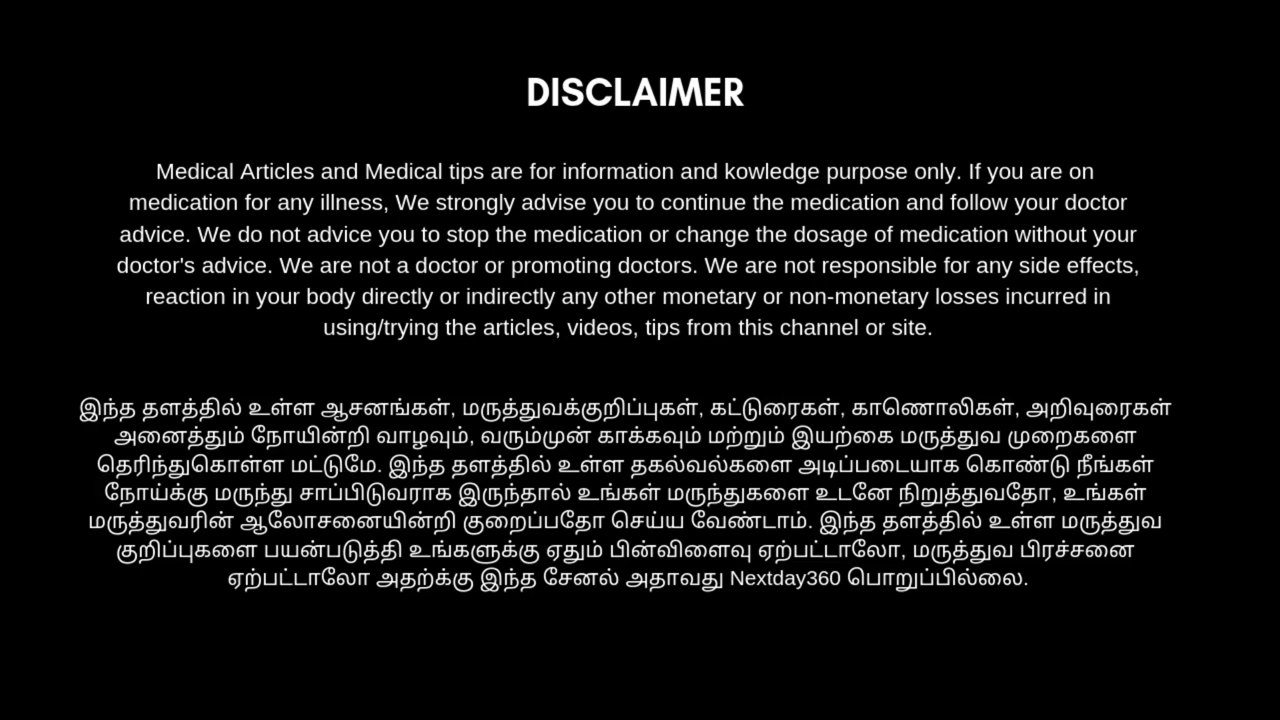 DISCLAIMER
Medical Articles and Medical tips are for information and kowledge purpose only. If you are on
medication for any illness, We strongly advise you to continue the medication and follow your doctor
advice. We do not advice you to stop the medication or change the dosage of medication without your
doctor's advice. We are not a doctor or promoting doctors. We are not responsible for any side effects,
reaction in your body directly or indirectly any other monetary or non-monetary losses incurred in
using/trying the articles, videos, tips from this channel or site.
இந்த தளத்தில் உள்ள ஆசனங்கள், மருத்துவக்குறிப்புகள், கட்டுரைகள், காணொலிகள், அறிவுரைகள்
அனைத்தும் நோயின்றி வாழவும், வரும்முன் காக்கவும் மற்றும் இயற்கை மருத்துவ முறைகளை
தெரிந்துகொள்ள மட்டுமே. இந்த தளத்தில் உள்ள தகல்வல்களை அடிப்படையாக கொண்டு நீங்கள்
நோய்க்கு மருந்து சாப்பிடுவராக இருந்தால் உங்கள் மருந்துகளை உடனே நிறுத்துவதோ, உங்கள்
மருத்துவரின் ஆலோசனையின்றி குறைப்பதோ செய்ய வேண்டாம். இந்த தளத்தில் உள்ள மருத்துவ
குறிப்புகளை பயன்படுத்தி உங்களுக்கு ஏதும் பின்விளைவு ஏற்பட்டாலோ, மருத்துவ பிரச்சனை
ஏற்பட்டாலோ அதற்க்கு இந்த சேனல் அதாவது Nextday360 பொறுப்பில்லை.